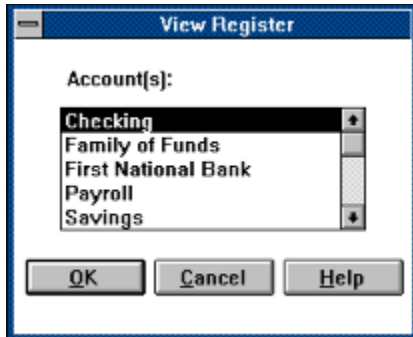 View Register
Account(s):
Checking
Family of Funds
First National Bank
Payroll
Savings
OK Cancel Help